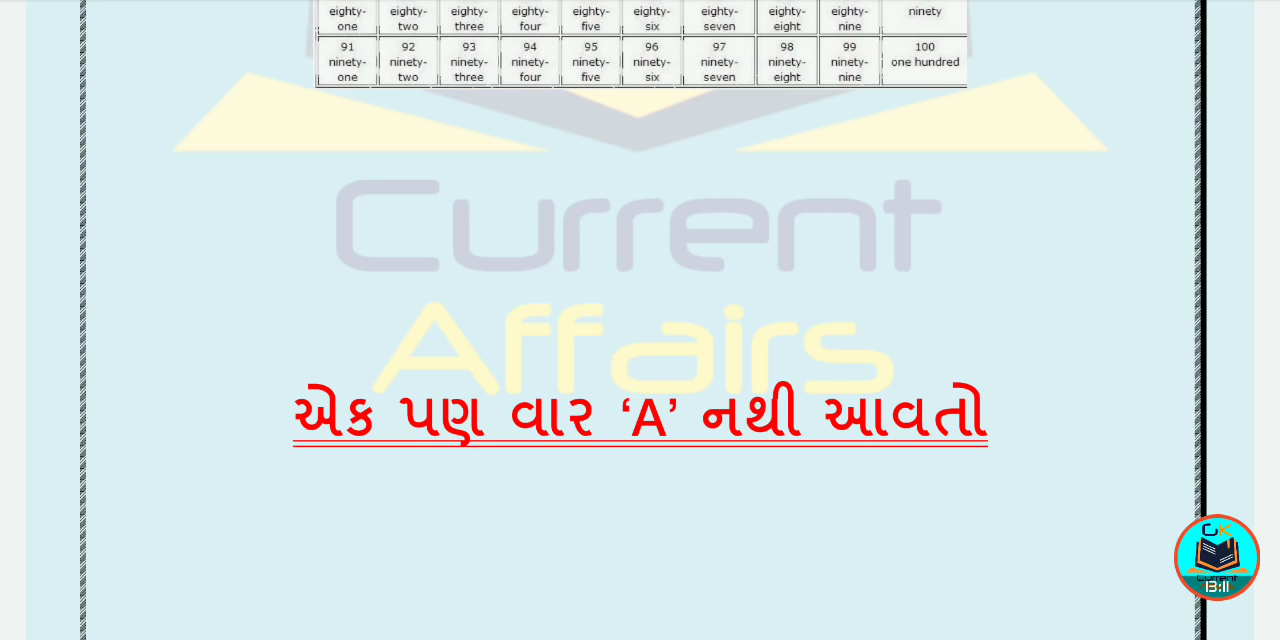 eighty- eighty- eighty- eighty- eighty- eighty- eighty- eighty- eighty- ninety
one two three four five six seven eight nine
91 92 93 94 95 96 97 98 99 100
ninety- ninety- ninety- ninety- ninety- ninety- ninety- ninety- ninety- one hundred
one two three four five six seven eight nine
Current
Affairs
એક પણ વાર ‘A’ નથી આવતો
GK
Current